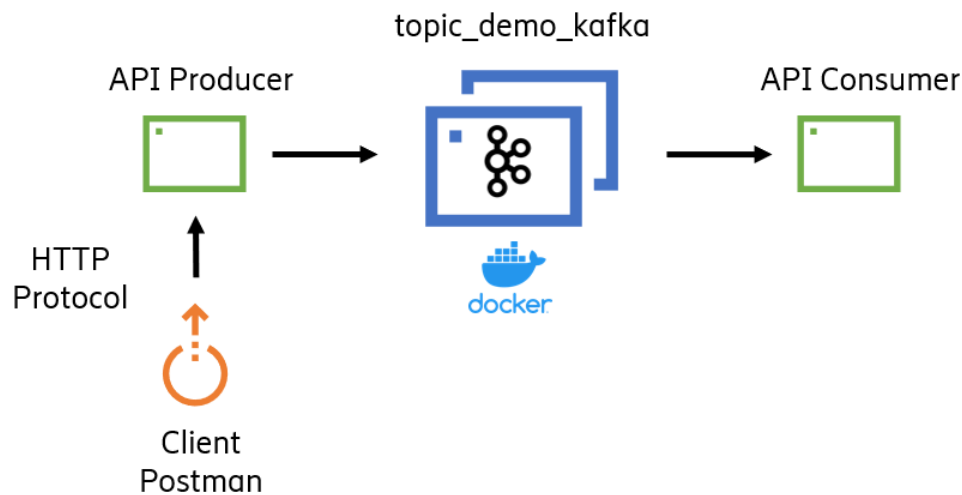 topic_demo_kafka
API Producer
API Consumer
HTTP
Protocol
docker
Client
Postman